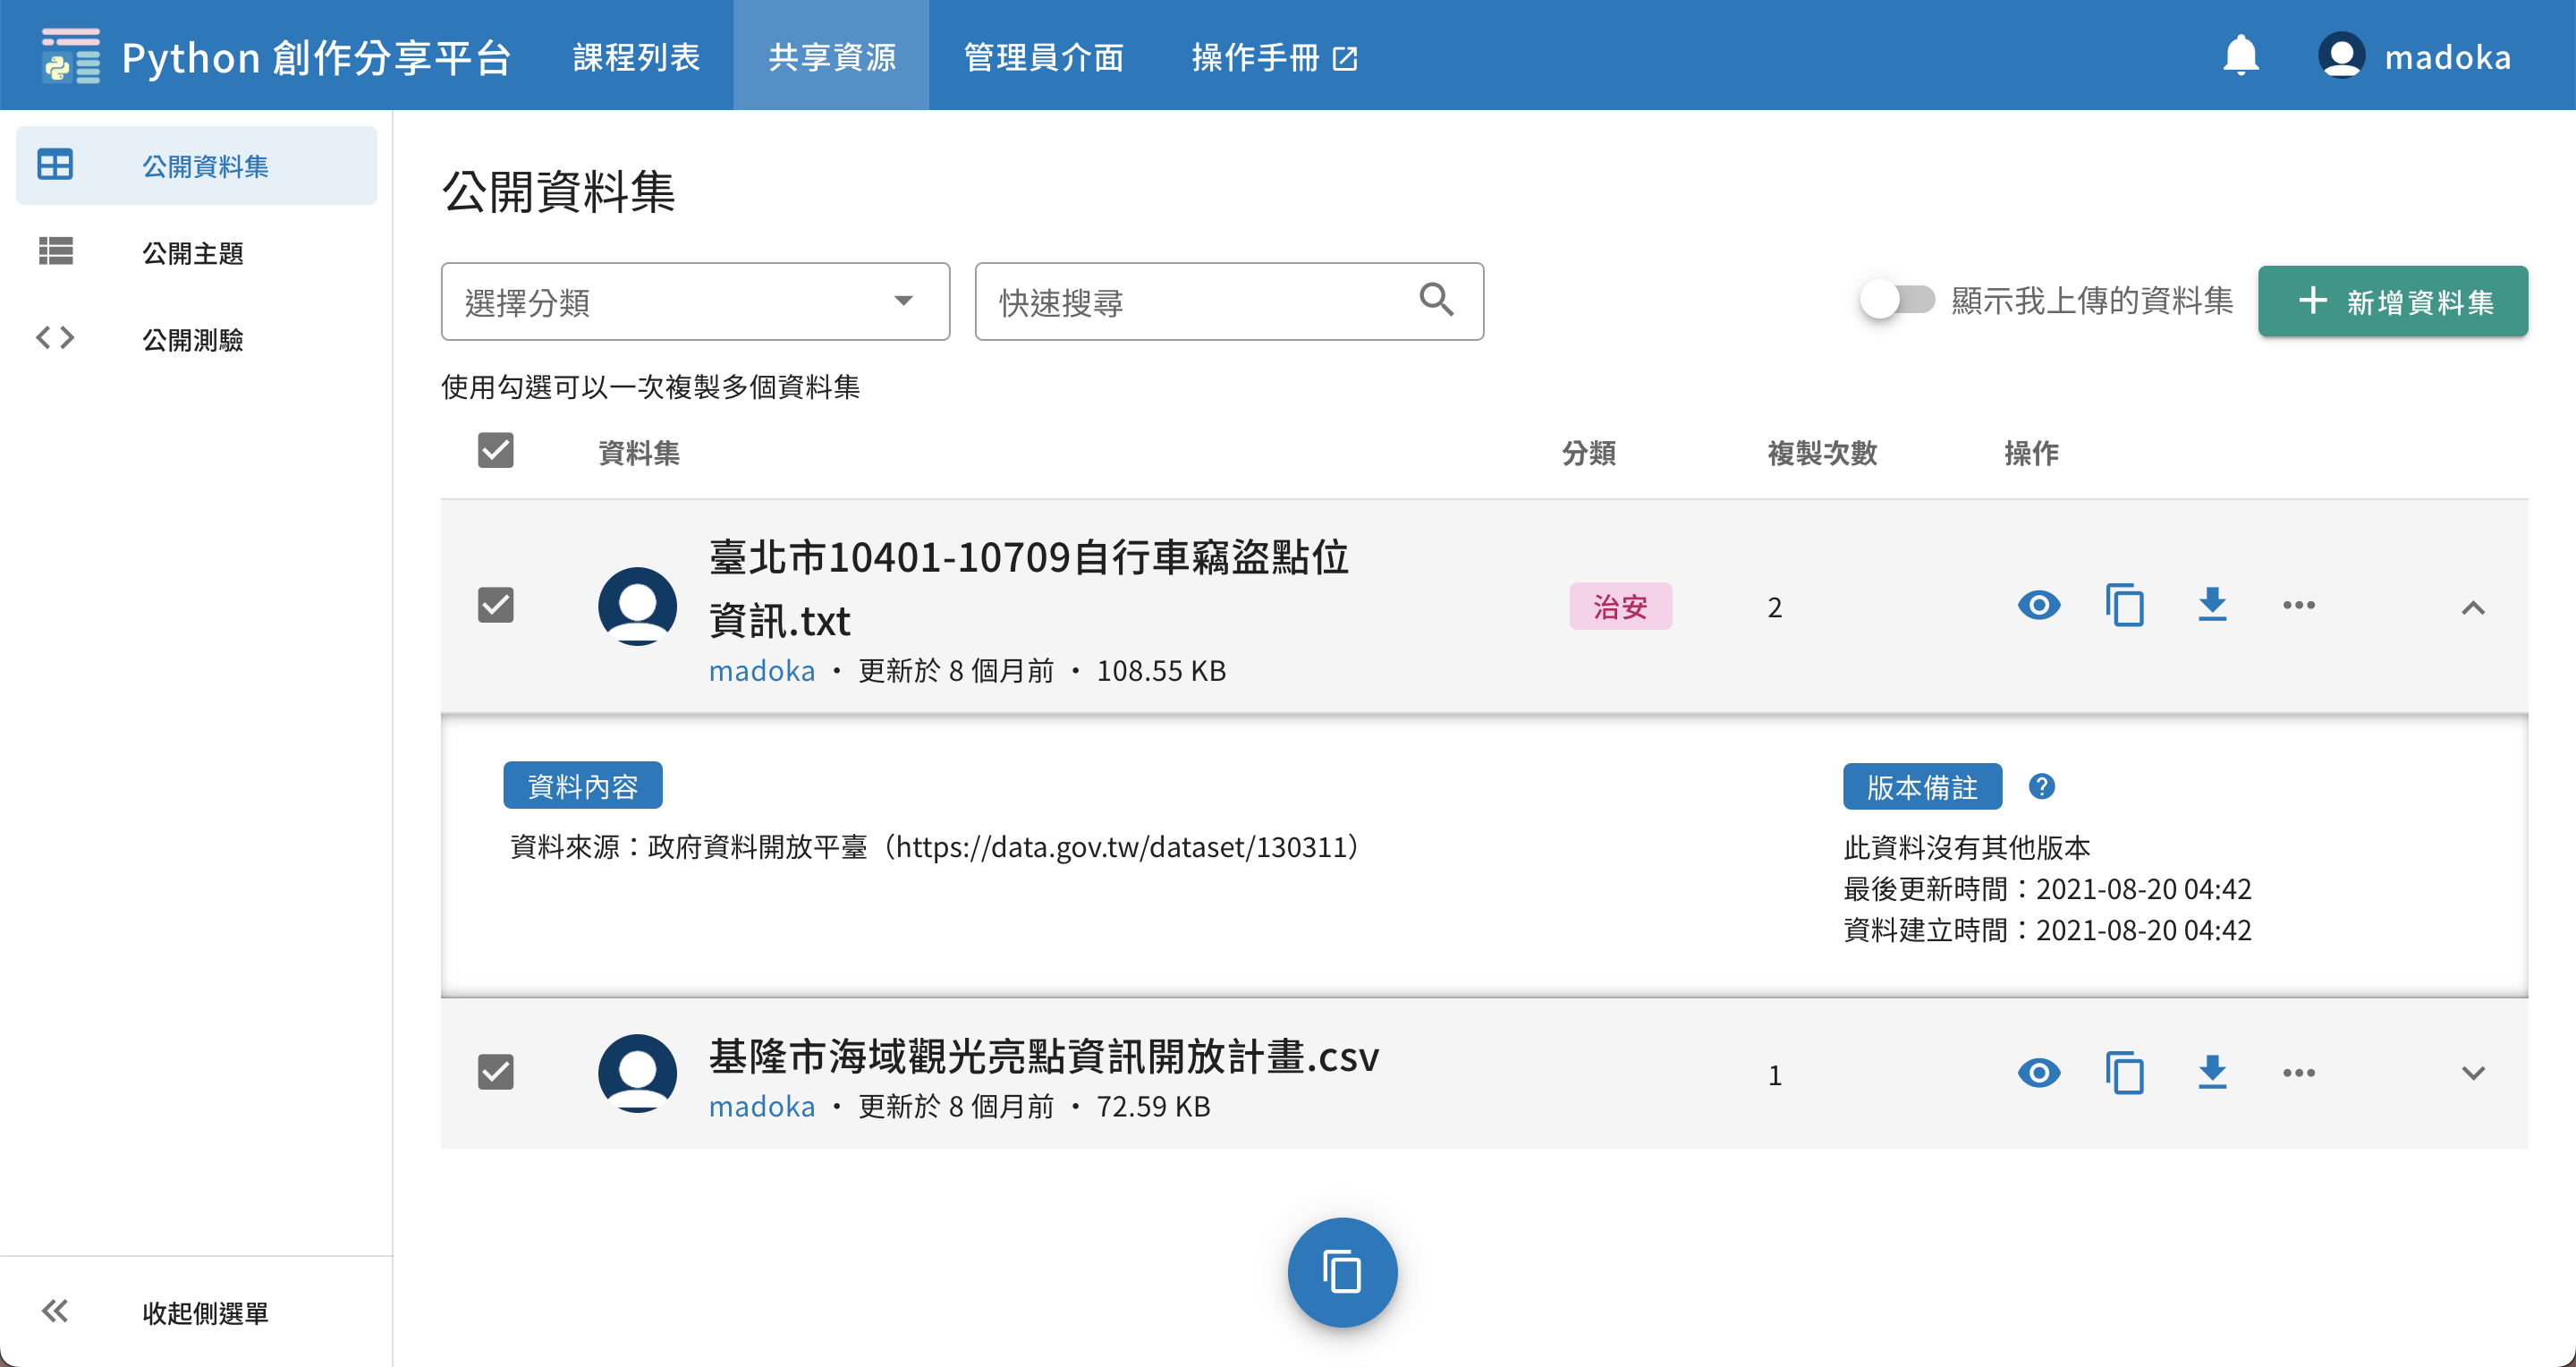 Python 創作分享平台
課程列表
共享資源
管理員介面
操作手冊
madoka
公開資料集
公開主題
公開測驗
收起側選單
公開資料集
選擇分類
快速搜尋
顯示我上傳的資料集
新增資料集
使用勾選可以一次複製多個資料集
資料集 分類 複製次數 操作
臺北市10401-10709自行車竊盜點位
資訊.txt
madoka • 更新於 8 個月前 • 108.55 KB
治安
2
資料內容
資料來源：政府資料開放平臺（https://data.gov.tw/dataset/130311）
版本備註
此資料沒有其他版本
最後更新時間：2021-08-20 04:42
資料建立時間：2021-08-20 04:42
基隆市海域觀光亮點資訊開放計畫.csv
madoka • 更新於 8 個月前 • 72.59 KB
1